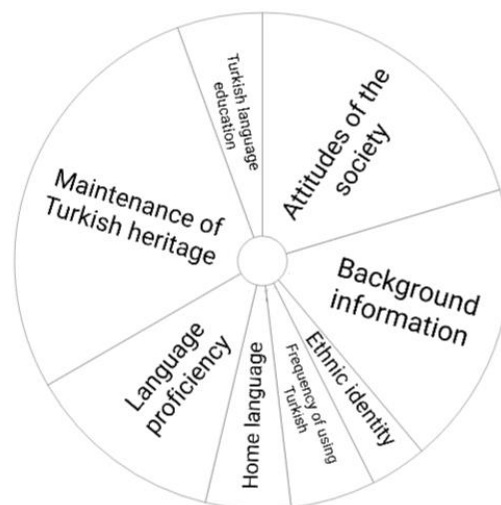 Turkish language
education
Attitudes of the
society
Maintenance of
Turkish heritage
Background
information
Language
proficiency
Home language
Frequency of using
Turkish
Ethnic identity